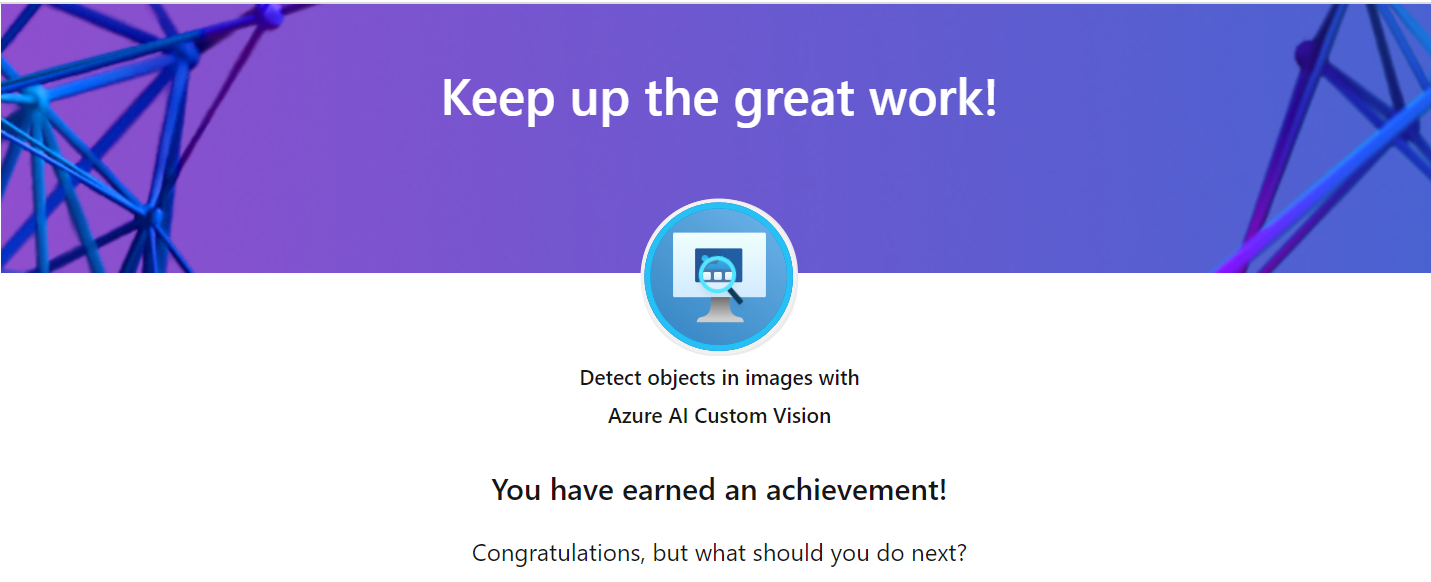 Keep up the great work!
Detect objects in images with
Azure AI Custom Vision
You have earned an achievement!
Congratulations, but what should you do next?